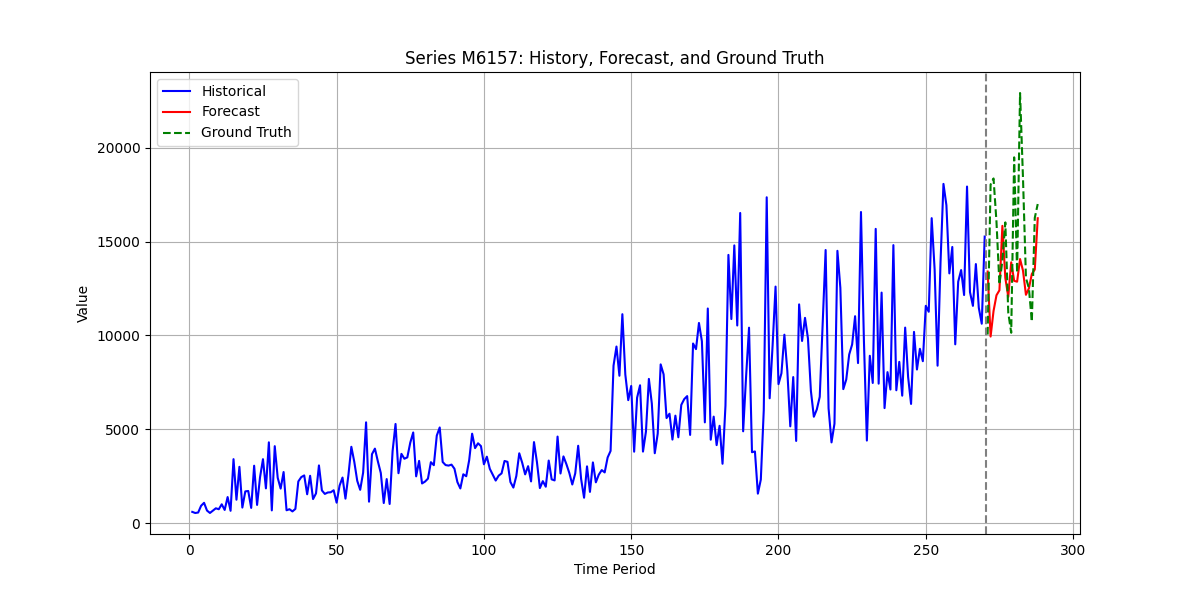 Series M6157: History, Forecast, and Ground Truth
Historical
Forecast
Ground Truth
Value
20000
15000
10000
5000
0
0 50 100 150 200 250 300
Time Period